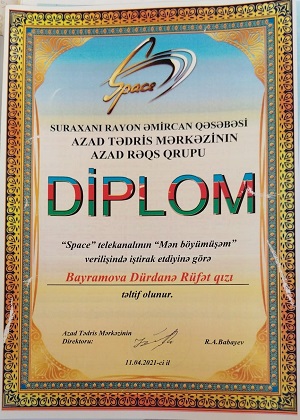 Space
SURAXANI RAYON ƏMİRCAN QƏSƏBƏSİ
AZAD TƏDRİS MƏRKƏZİNİN
AZAD RƏQS QRUPU
DİPLOM
“Space” telekanalının “Mən böyümüşəm”
verilişində iştirak etdiyinə görə
Bayramova Dürdanə Rüfət qızı
təltif olunur.
Azad Tədris Mərkəzinin
Direktoru: R.A.Babayev
11.04.2021-ci il